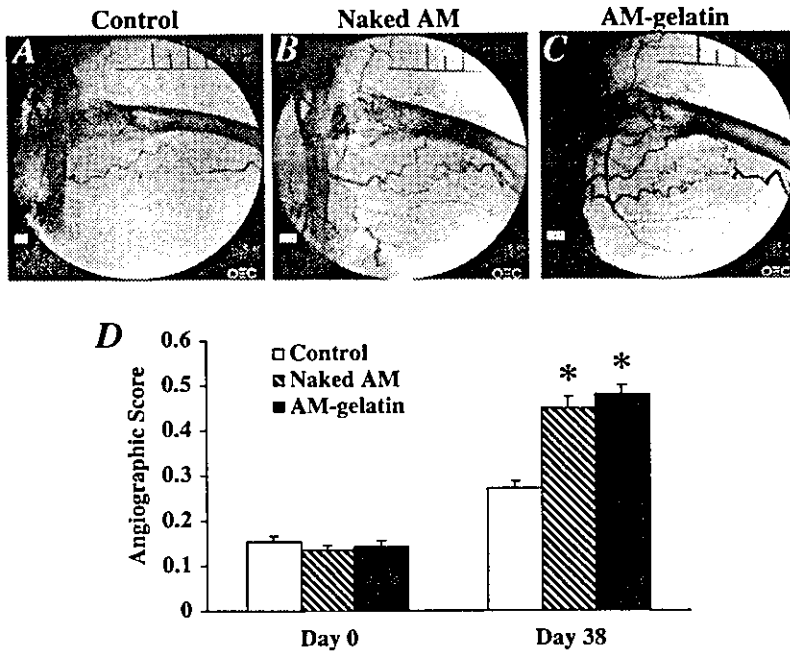 Control Naked AM AM-gelatin
A B C
OEC OEC OEC
D
Angiographic Score
0.6
0.5
0.4
0.3
0.2
0.1
0
Control
Naked AM
AM-gelatin
* *
Day 0 Day 38